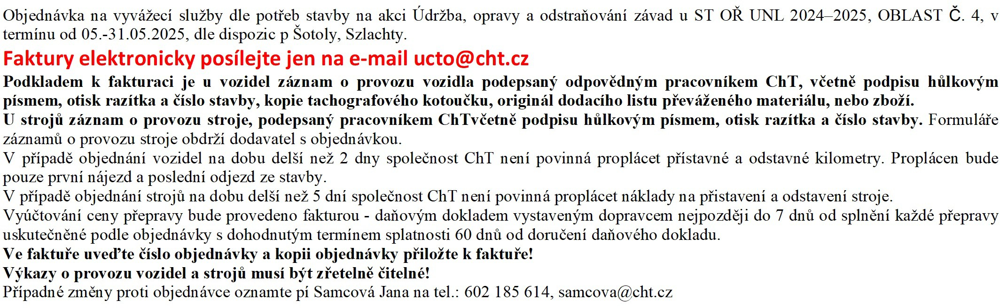 Objednávka na vyvážecí služby dle potřeb stavby na akci Údržba, opravy a odstraňování závad u ST OŘ UNL 2024–2025, OBLAST Č. 4, v
termínu od 05.-31.05.2025, dle dispozic p Šotoly, Szlachty.
Faktury elektronicky posílejte jen na e-mail ucto@cht.cz
Podkladem k fakturaci je u vozidel záznam o provozu vozidla podepsaný odpovědným pracovníkem ChT, včetně podpisu hůlkovým
písmem, otisk razítka a číslo stavby, kopie tachografového kotoučku, originál dodacího listu převáženého materiálu, nebo zboží.
U strojů záznam o provozu stroje, podepsaný pracovníkem ChTvčetně podpisu hůlkovým písmem, otisk razítka a číslo stavby. Formuláře
záznamů o provozu stroje obdrží dodavatel s objednávkou.
V případě objednání vozidel na dobu delší než 2 dny společnost ChT není povinná proplácet přístavné a odstavné kilometry. Proplácen bude
pouze první nájezd a poslední odjezd ze stavby.
V případě objednání strojů na dobu delší než 5 dní společnost ChT není povinná proplácet náklady na přistavení a odstavení stroje.
Vyúčtování ceny přepravy bude provedeno fakturou - daňovým dokladem vystaveným dopravcem nejpozději do 7 dnů od splnění každé přepravy
uskutečněné podle objednávky s dohodnutým termínem splatnosti 60 dnů od doručení daňového dokladu.
Ve faktuře uveďte číslo objednávky a kopii objednávky přiložte k faktuře!
Výkazy o provozu vozidel a strojů musí být zřetelně čitelné!
Případné změny proti objednávce oznamte pí Samcová Jana na tel.: 602 185 614, samcova@cht.cz